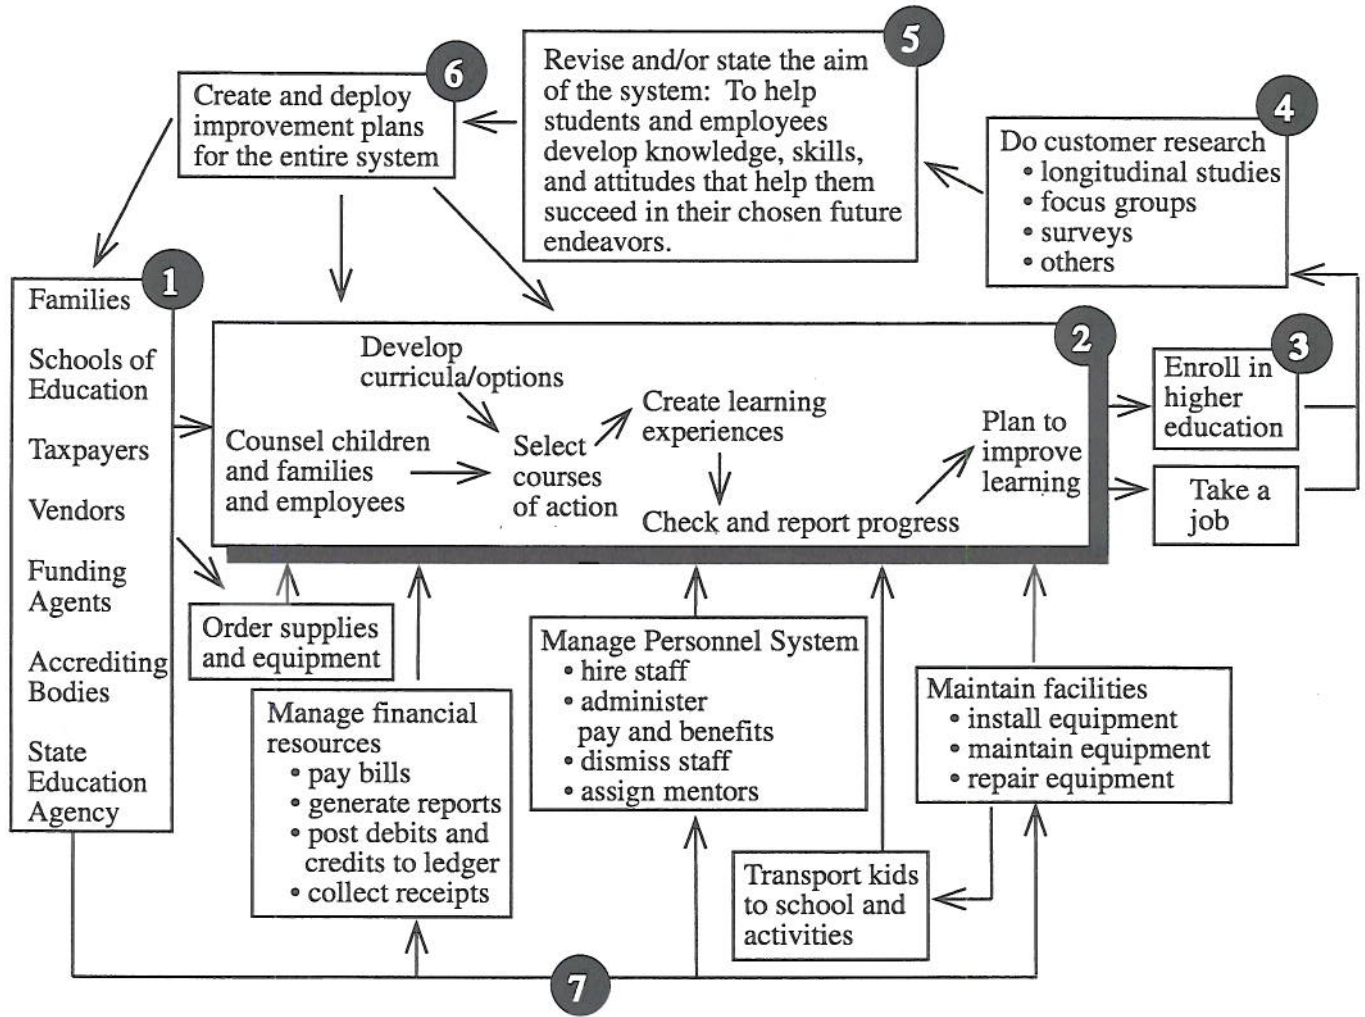 6
Create and deploy
improvement plans
for the entire system
5
Revise and/or state the aim
of the system: To help
students and employees
develop knowledge, skills,
and attitudes that help them
succeed in their chosen future
endeavors.
4
Do customer research
• longitudinal studies
• focus groups
• surveys
• others
1
Families
Schools of
Education
Taxpayers
Vendors
Funding
Agents
Accrediting
Bodies
State
Education
Agency
2
Develop
curricula/options
Counsel children
and families
and employees
Select
courses
of action
Create learning
experiences
Check and report progress
Plan to
improve
learning
3
Enroll in
higher
education
Take a
job
Order supplies
and equipment
Manage financial
resources
• pay bills
• generate reports
• post debits and
credits to ledger
• collect receipts
Manage Personnel System
• hire staff
• administer
pay and benefits
• dismiss staff
• assign mentors
Transport kids
to school and
activities
Maintain facilities
• install equipment
• maintain equipment
• repair equipment
7